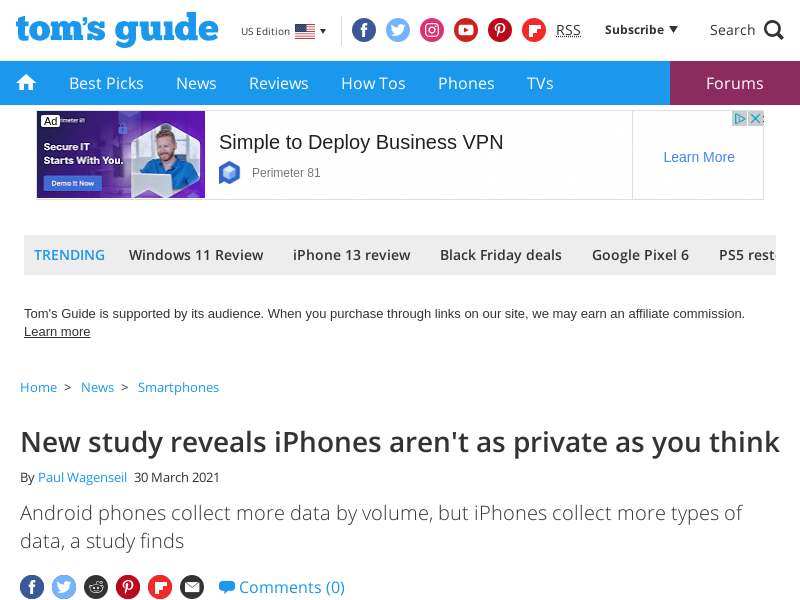 tom's guide
US Edition
RSS
Subscribe
Search
Best Picks
News
Reviews
How Tos
Phones
TVs
Forums
Ad
Secure IT
Starts With You.
Demo It Now
Simple to Deploy Business VPN
Perimeter 81
Learn More
TRENDING
Windows 11 Review
iPhone 13 review
Black Friday deals
Google Pixel 6
PS5
Tom's Guide is supported by its audience. When you purchase through links on our site, we may earn an affiliate commission.
Learn more
Home > News > Smartphones
New study reveals iPhones aren't as private as you think
By Paul Wagenseil 30 March 2021
Android phones collect more data by volume, but iPhones collect more types of
data, a study finds
Comments (0)